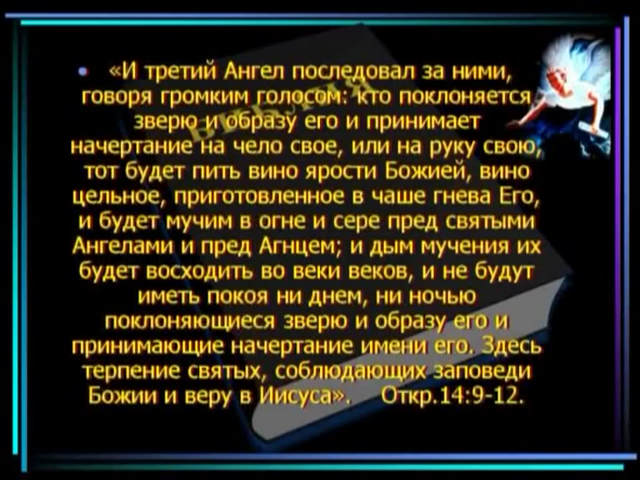 • «И третий Ангел последовал за ними,
говоря громким голосом: кто поклоняется
зверю и образу его и принимает
начертание на чело свое, или на руку свою,
тот будет пить вино ярости Божией, вино
цельное, приготовленное в чаше гнева Его,
и будет мучим в огне и сере пред святыми
Ангелами и пред Агнцем; и дым мучения их
будет восходить во веки веков, и не будут
иметь покоя ни днем, ни ночью
поклоняющиеся зверю и образу его и
принимающие начертание имени его. Здесь
терпение святых, соблюдающих заповеди
Божии и веру в Иисуса». Откр.14:9-12.
БИБЛИЯ